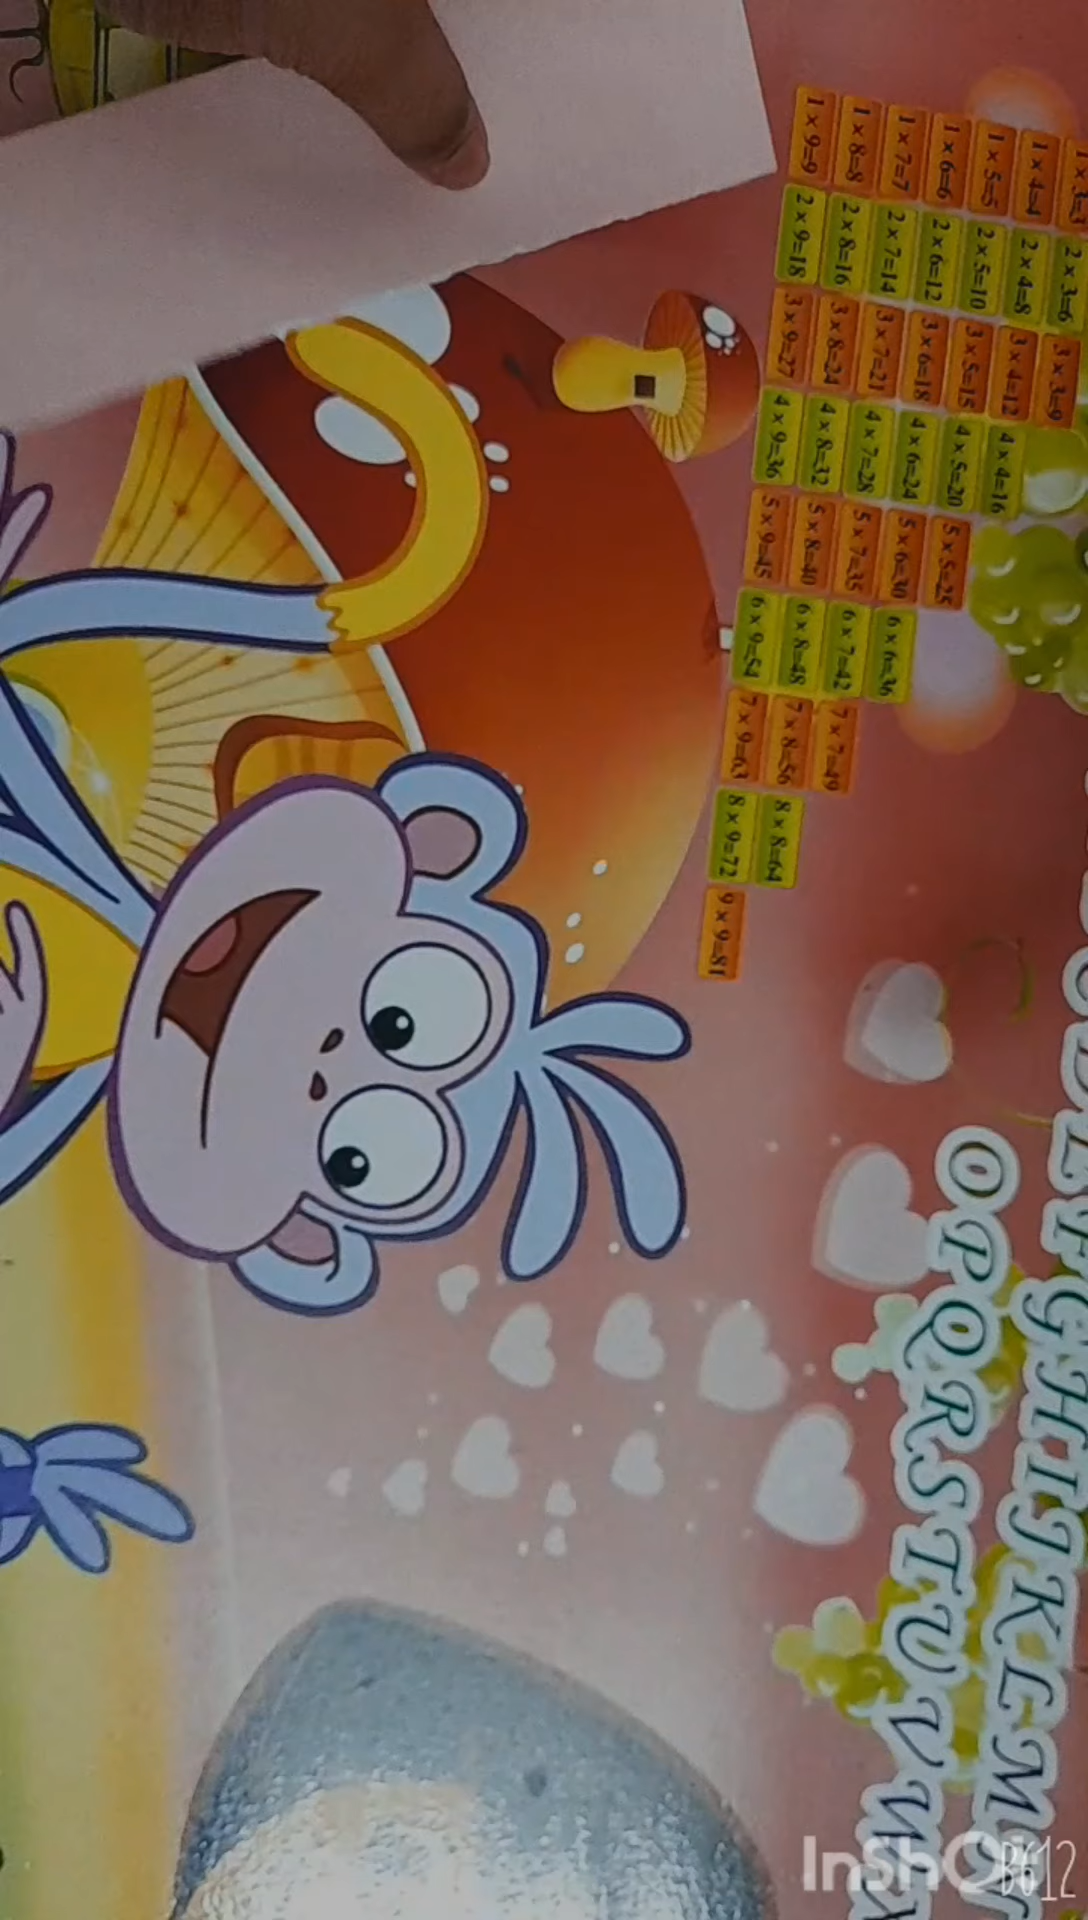 1×3=3 2×3=6 3×3=9
1×4=4 2×4=8 3×4=12 4×4=16
1×5=5 2×5=10 3×5=15 4×5=20 5×5=25
1×6=6 2×6=12 3×6=18 4×6=24 5×6=30 6×6=36
1×7=7 2×7=14 3×7=21 4×7=28 5×7=35 6×7=42 7×7=49
1×8=8 2×8=16 3×8=24 4×8=32 5×8=40 6×8=48 7×8=56 8×8=64
1×9=9 2×9=18 3×9=27 4×9=36 5×9=45 6×9=54 7×9=63 8×9=72 9×9=81
CDEFGHIJKLM
OPQRSTUVWX
B612